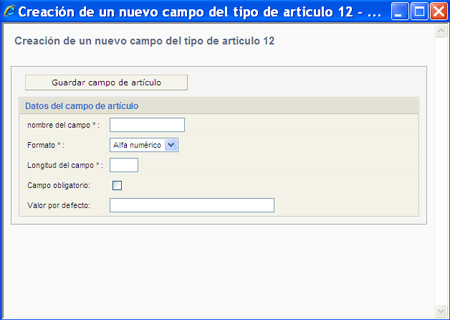 Creación de un nuevo campo del tipo de articulo 12 - ...
Creación de un nuevo campo del tipo de articulo 12
Guardar campo de artículo
Datos del campo de artículo
nombre del campo * :
Formato * : Alfa numérico
Longitud del campo * :
Campo obligatorio:
Valor por defecto: